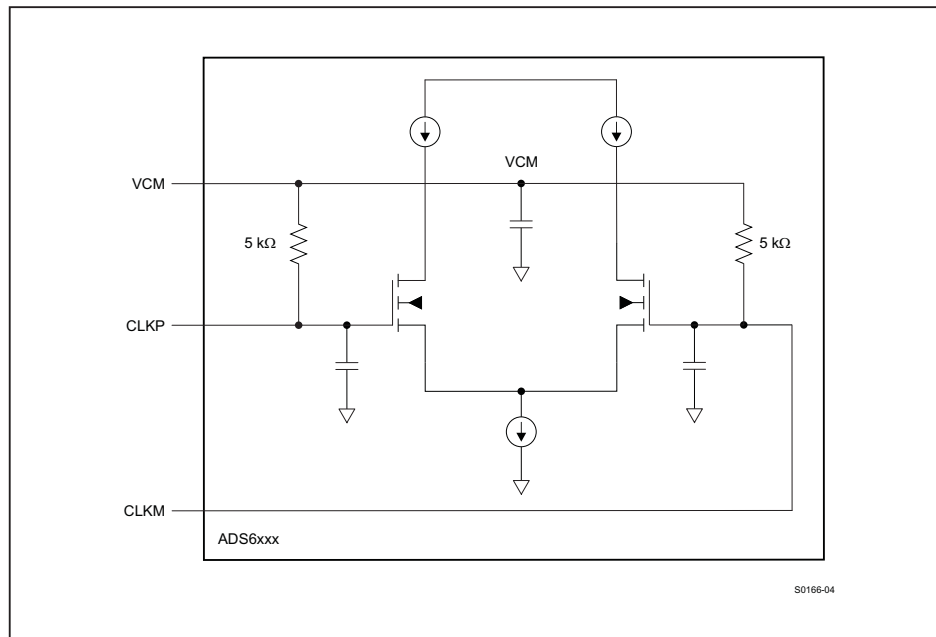 VCM
VCM
5 kΩ
5 kΩ
CLKP
CLKM
ADS6xxx
S0166-04